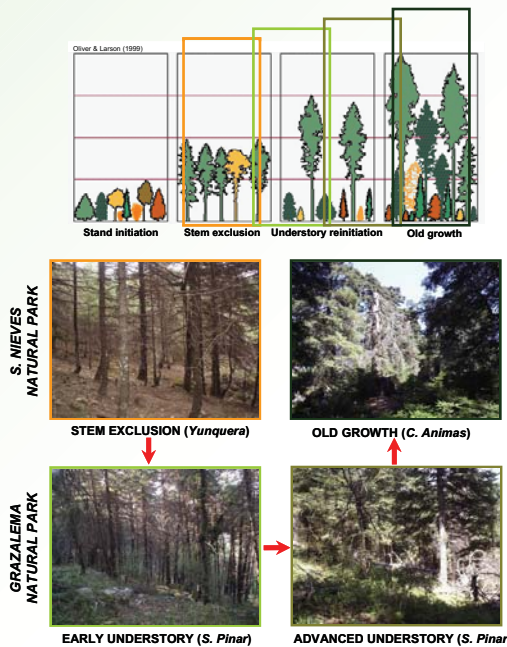 Oliver & Larson (1999)
Stand initiation
Stem exclusion
Understory reinitiation
Old growth
S. NIEVES
NATURAL PARK
STEM EXCLUSION (Yunquera)
OLD GROWTH (C. Animas)
GRAZALEMA
NATURAL PARK
EARLY UNDERSTORY (S. Pinar)
ADVANCED UNDERSTORY (S. Pinar